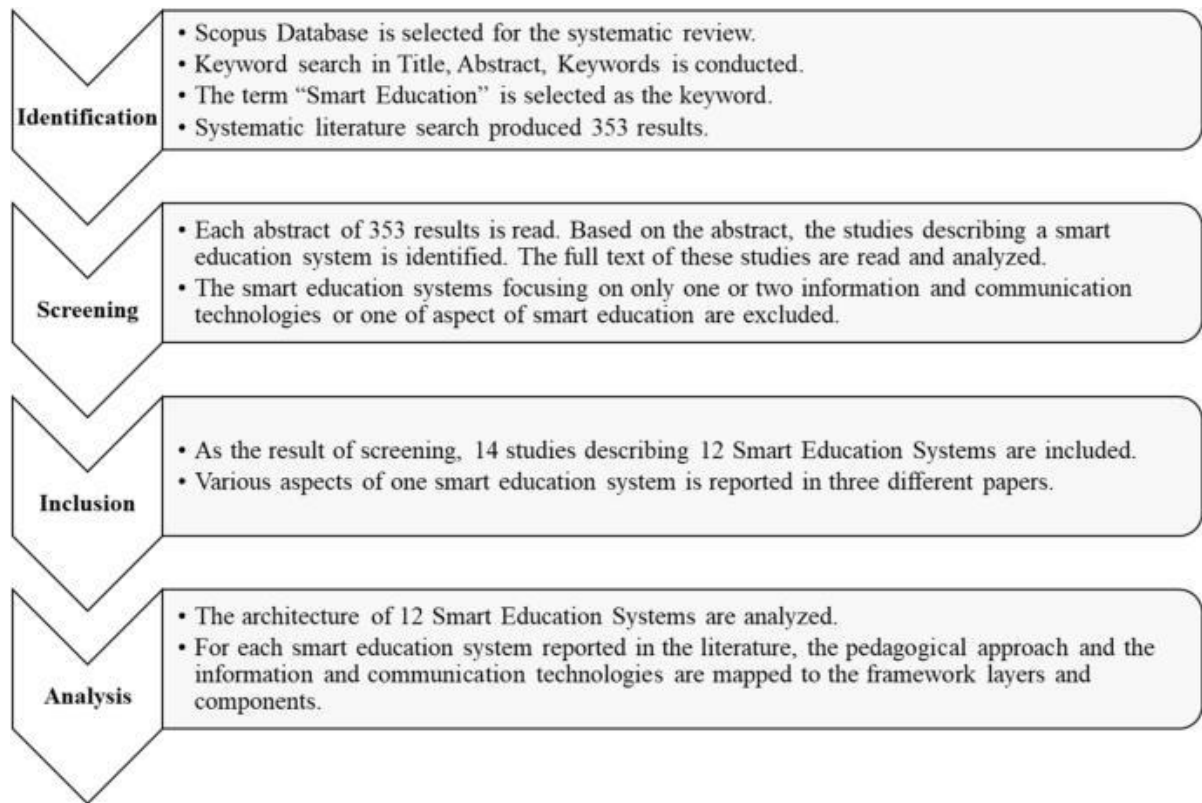 Identification
• Scopus Database is selected for the systematic review.
• Keyword search in Title, Abstract, Keywords is conducted.
• The term “Smart Education” is selected as the keyword.
• Systematic literature search produced 353 results.
Screening
• Each abstract of 353 results is read. Based on the abstract, the studies describing a smart
education system is identified. The full text of these studies are read and analyzed.
• The smart education systems focusing on only one or two information and communication
technologies or one of aspect of smart education are excluded.
Inclusion
• As the result of screening, 14 studies describing 12 Smart Education Systems are included.
• Various aspects of one smart education system is reported in three different papers.
Analysis
• The architecture of 12 Smart Education Systems are analyzed.
• For each smart education system reported in the literature, the pedagogical approach and the
information and communication technologies are mapped to the framework layers and
components.